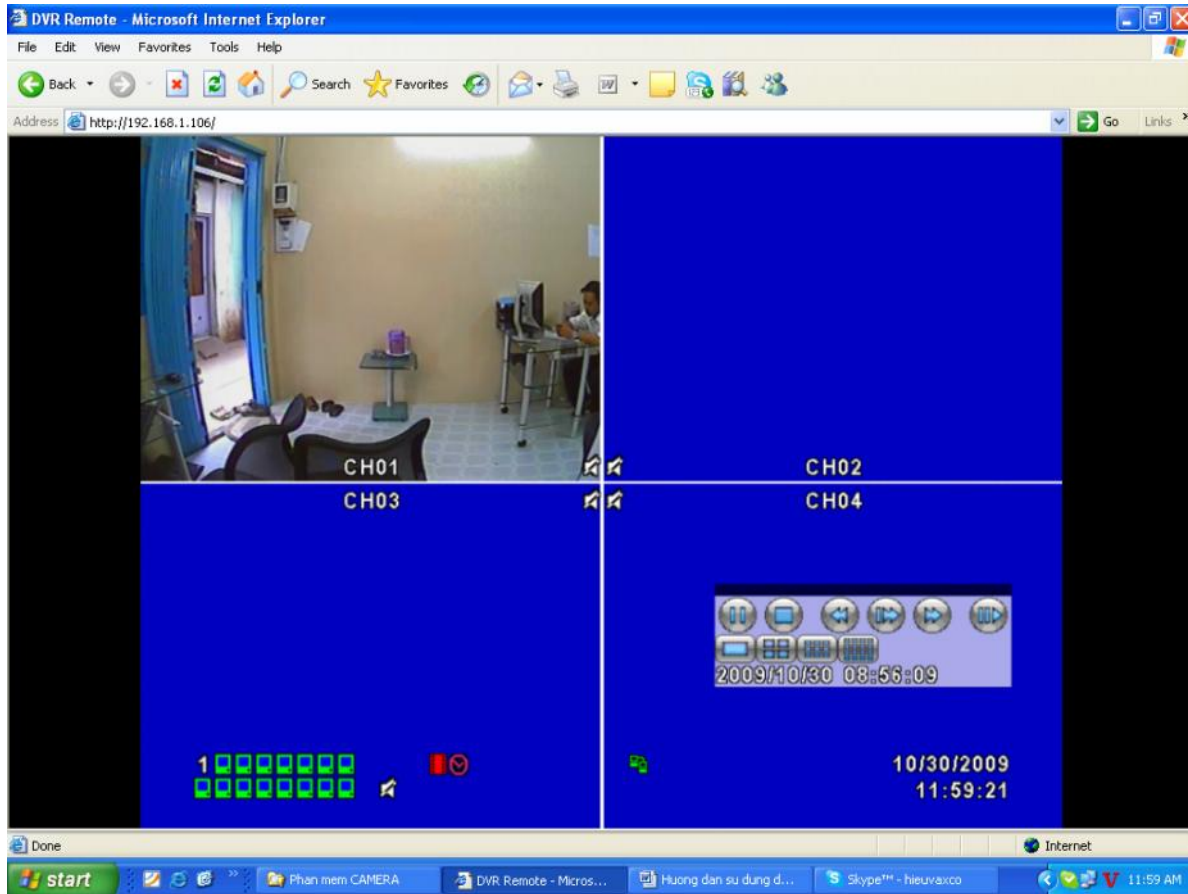 DVR Remote - Microsoft Internet Explorer
File Edit View Favorites Tools Help
Back Search Favorites
Address http://192.168.1.106/ Go Links
CH01 CH02
CH03 CH04
2009/10/30 08:56:09
1
10/30/2009
11:59:21
Done Internet
start Phan mem CAMERA DVR Remote - Micros... Huong dan su dung d... Skype™ - hieuvaxco V 11:59 AM